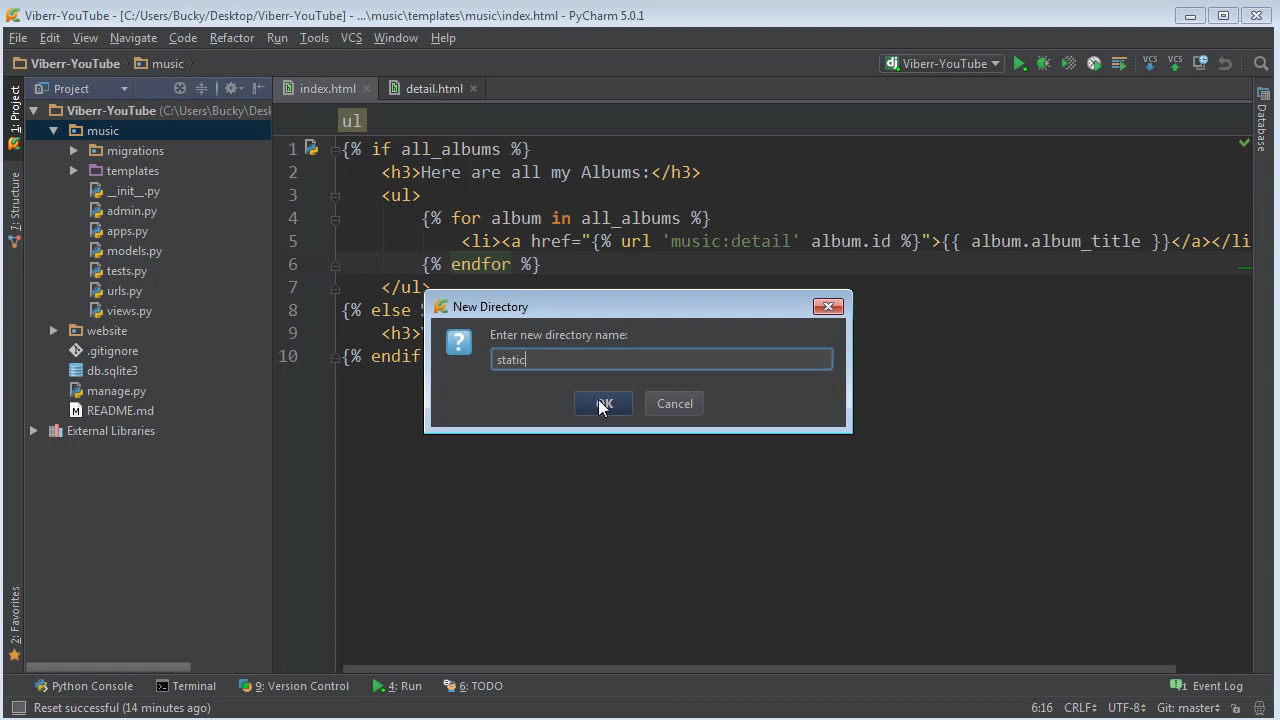 Viberr-YouTube - [C:/Users/Bucky/Desktop/Viberr-YouTube] - ...\music\templates\music\index.html - PyCharm 5.0.1
File Edit View Navigate Code Refactor Run Tools VCS Window Help
Viberr-YouTube music Viberr-YouTube VCS VCS
1: Project
7: Structure
2: Favorites
Project
Viberr-YouTube (C:\Users\Bucky\Desk
music
migrations
templates
__init__.py
admin.py
apps.py
models.py
tests.py
urls.py
views.py
website
.gitignore
db.sqlite3
manage.py
README.md
External Libraries
index.html detail.html
ul
1 {% if all_albums %}
2 <h3>Here are all my Albums:</h3>
3 <ul>
4 {% for album in all_albums %}
5 <li><a href="{% url 'music:detail' album.id %}">{{ album.album_title }}</a></li
6 {% endfor %}
7 </ul>
8 {% else
9 <h3>
10 {% endif
New Directory
Enter new directory name:
static
OK Cancel
Database
Python Console Terminal 9: Version Control 4: Run 6: TODO 1 Event Log
Reset successful (14 minutes ago) 6:16 CRLF UTF-8 Git: master